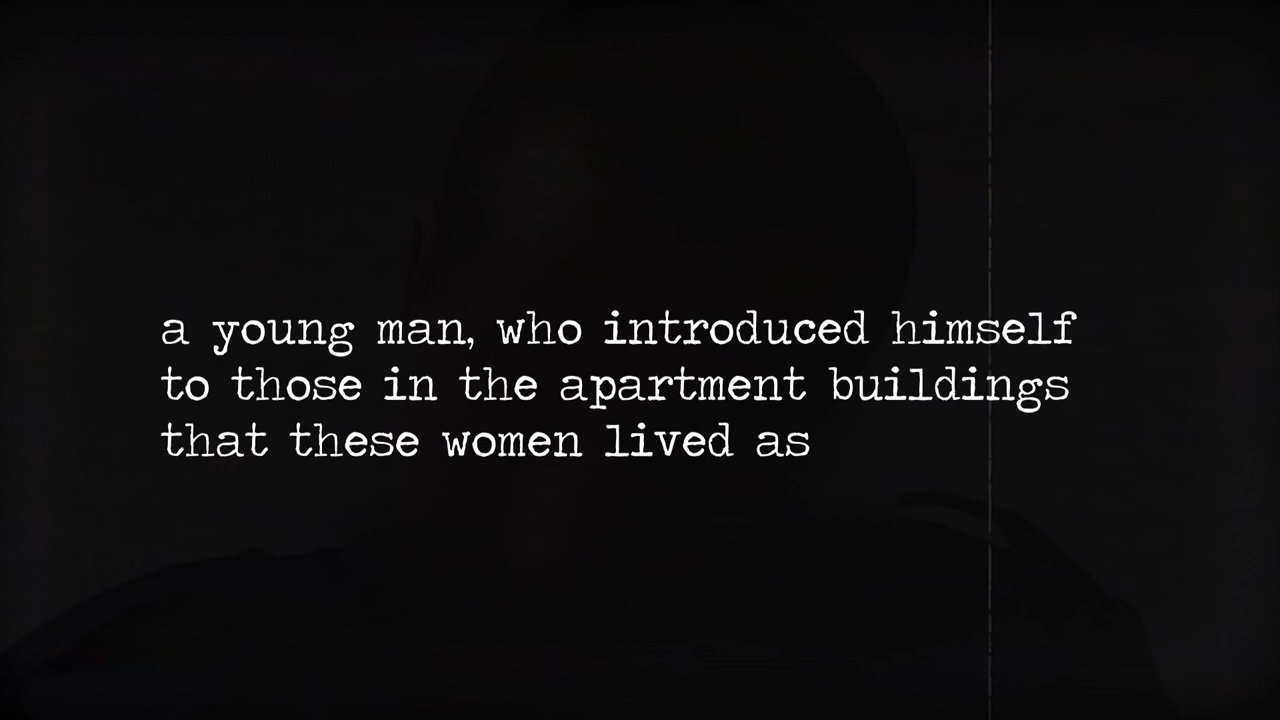 a young man, who introduced himself
to those in the apartment buildings
that these women lived as